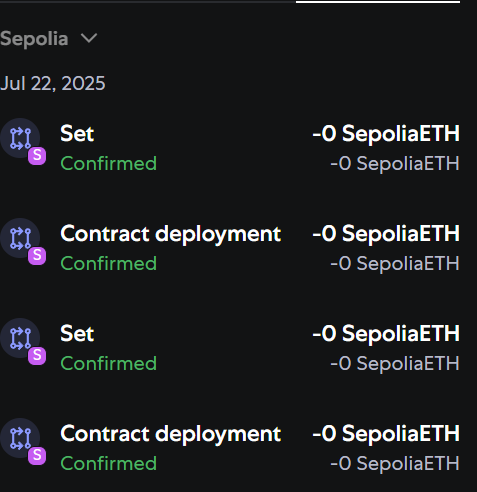 Sepolia
Jul 22, 2025
Set -0 SepoliaETH
S
Confirmed -0 SepoliaETH
Contract deployment -0 SepoliaETH
S
Confirmed -0 SepoliaETH
Set -0 SepoliaETH
S
Confirmed -0 SepoliaETH
Contract deployment -0 SepoliaETH
S
Confirmed -0 SepoliaETH